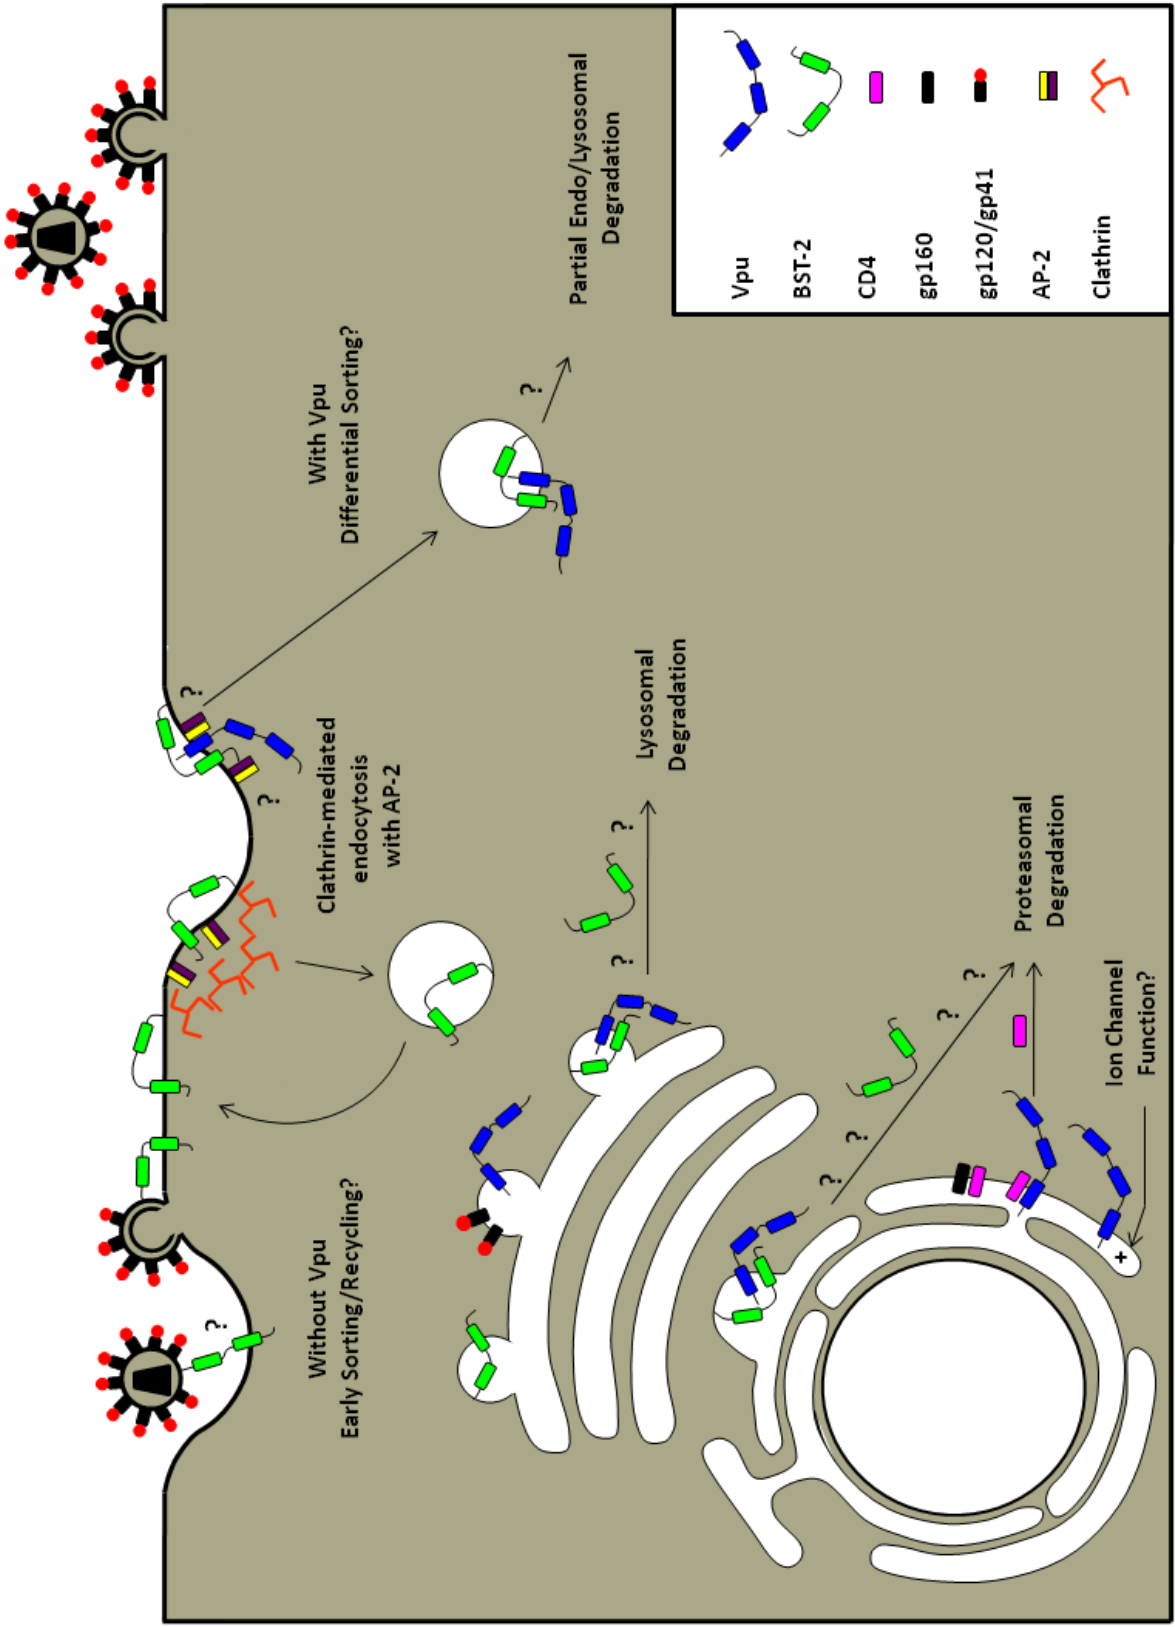 Without Vpu
Early Sorting/Recycling?
?
Clathrin-mediated
endocytosis
with AP-2
?
?
With Vpu
Differential Sorting?
?
Partial Endo/Lysosomal
Degradation
?
?
Lysosomal
Degradation
?
?
?
?
Proteasomal
Degradation
Ion Channel
Function?
+
Vpu
BST-2
CD4
gp160
gp120/gp41
AP-2
Clathrin